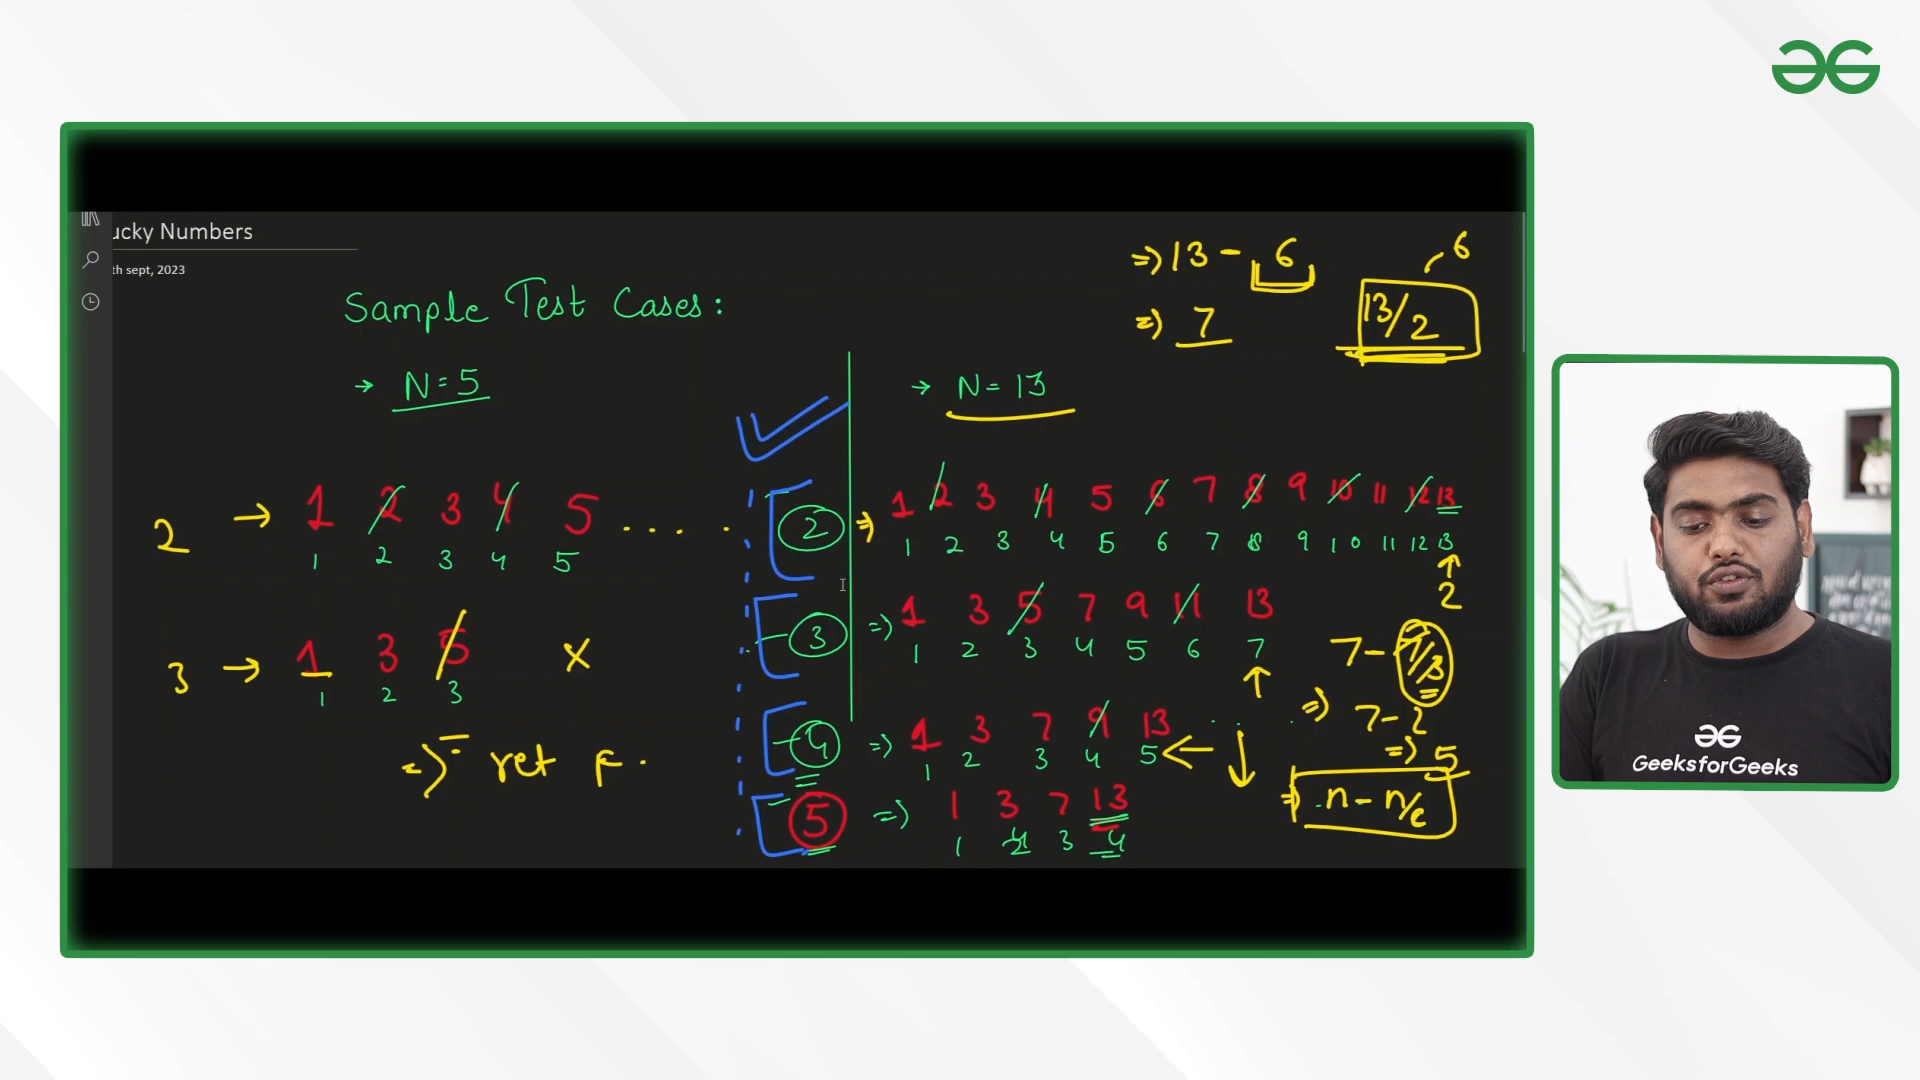 ucky Numbers
th sept, 2023
Sample Test Cases:
=> 13 - 6
6
=> 7
13/2
→ N = 5
→ N = 13
2 → 1 2 3 4 5 . . . . .
1 2 3 4 5
2 => 1 2 3 4 5 6 7 8 9 10 11 12 13
1 2 3 4 5 6 7 8 9 10 11 12 13
2
3 → 1 3 5 x
1 2 3
3 => 1 3 5 7 9 11 13
1 2 3 4 5 6 7
7 - 7/3
=> 7 - 2
=> 5
=> ret F.
4 => 1 3 7 9 13
1 2 3 4 5
=> n - n/c
5 => 1 3 7 13
1 2 3 4
GeeksforGeeks